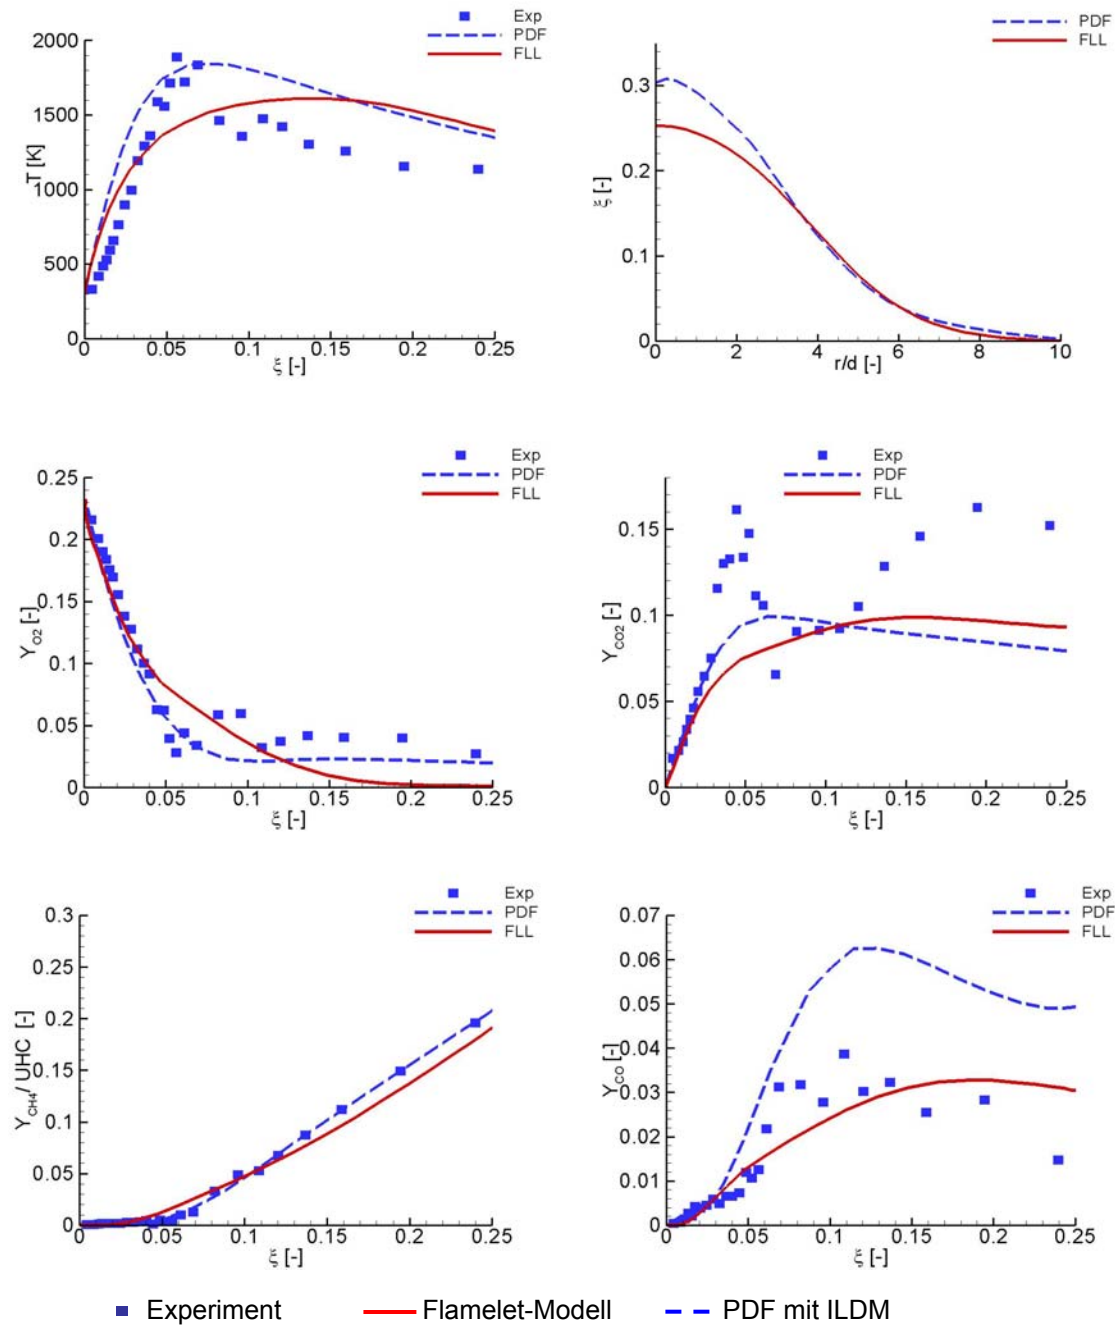 Exp
PDF
FLL
2000
1500
1000
500
0
T [K]
0 0.05 0.1 0.15 0.2 0.25
ξ [-]
PDF
FLL
0.3
0.2
0.1
0
ξ [-]
0 2 4 6 8 10
r/d [-]
Exp
PDF
FLL
0.25
0.2
0.15
0.1
0.05
0
Y_O2 [-]
0 0.05 0.1 0.15 0.2 0.25
ξ [-]
Exp
PDF
FLL
0.15
0.1
0.05
0
Y_CO2 [-]
0 0.05 0.1 0.15 0.2 0.25
ξ [-]
Exp
PDF
FLL
0.3
0.2
0.1
0
Y_CH4/ UHC [-]
0 0.05 0.1 0.15 0.2 0.25
ξ [-]
Exp
PDF
FLL
0.07
0.06
0.05
0.04
0.03
0.02
0.01
0
Y_CO [-]
0 0.05 0.1 0.15 0.2 0.25
ξ [-]
Experiment Flamelet-Modell PDF mit ILDM